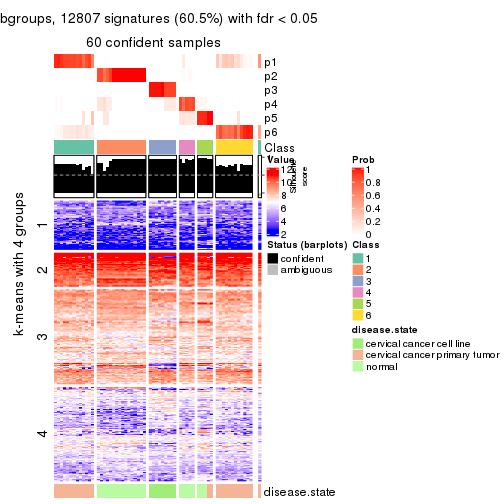 bgroups, 12807 signatures (60.5%) with fdr < 0.05
60 confident samples
p1
p2
p3
p4
p5
p6
Class
Silhouette
score
k-means with 4 groups
1
2
3
4
disease.state
Value
12
10
8
6
4
2
Status (barplots)
confident
ambiguous
Prob
1
0.8
0.6
0.4
0.2
0
Class
1
2
3
4
5
6
disease.state
cervical cancer cell line
cervical cancer primary tumor
normal